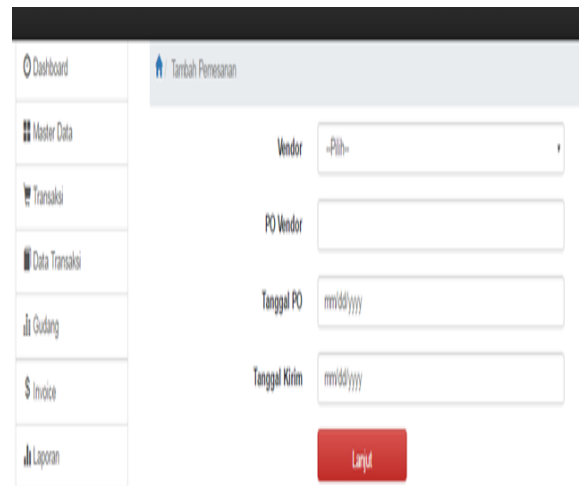 Dashboard
Master Data
Transaksi
Data Transaksi
Gudang
$ Invoice
Laporan
Tambah Pemesanan
Vendor --Pilih--
PO Vendor
Tanggal PO mm/dd/yyyy
Tanggal Kirim mm/dd/yyyy
Lanjut